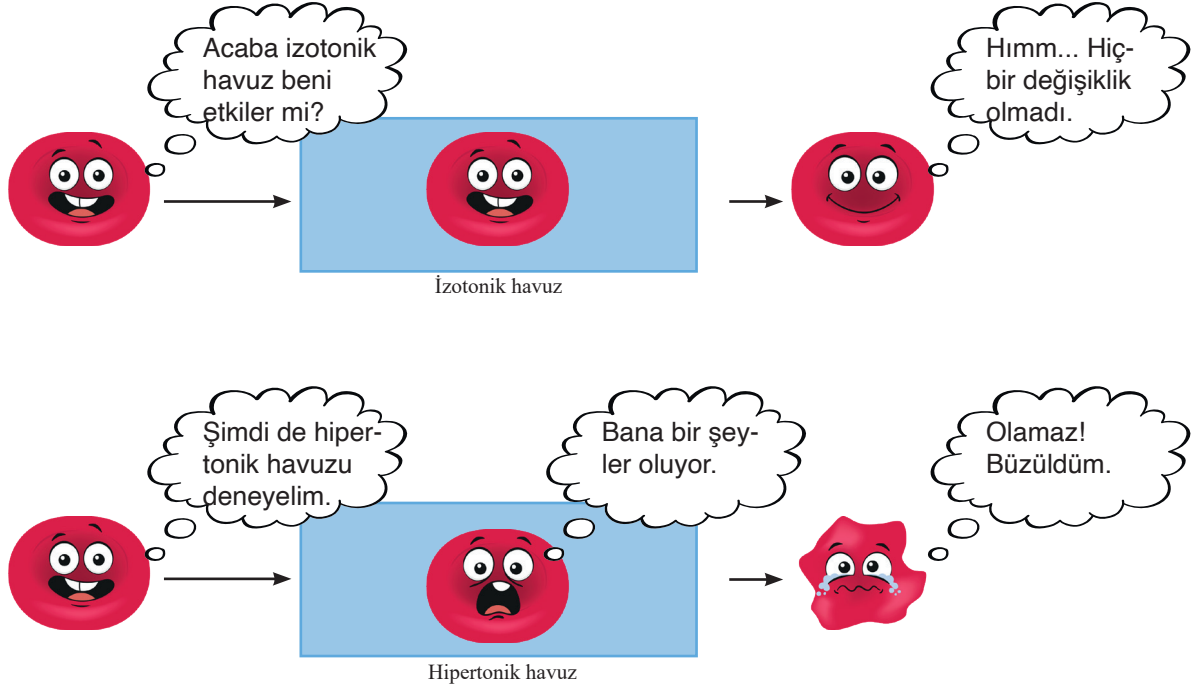 Acaba izotonik
havuz beni
etkiler mi?
Hımm... Hiç-
bir değişiklik
olmadı.
İzotonik havuz
Şimdi de hiper-
tonik havuzu
deneyelim.
Bana bir şey-
ler oluyor.
Olamaz!
Büzüldüm.
Hipertonik havuz